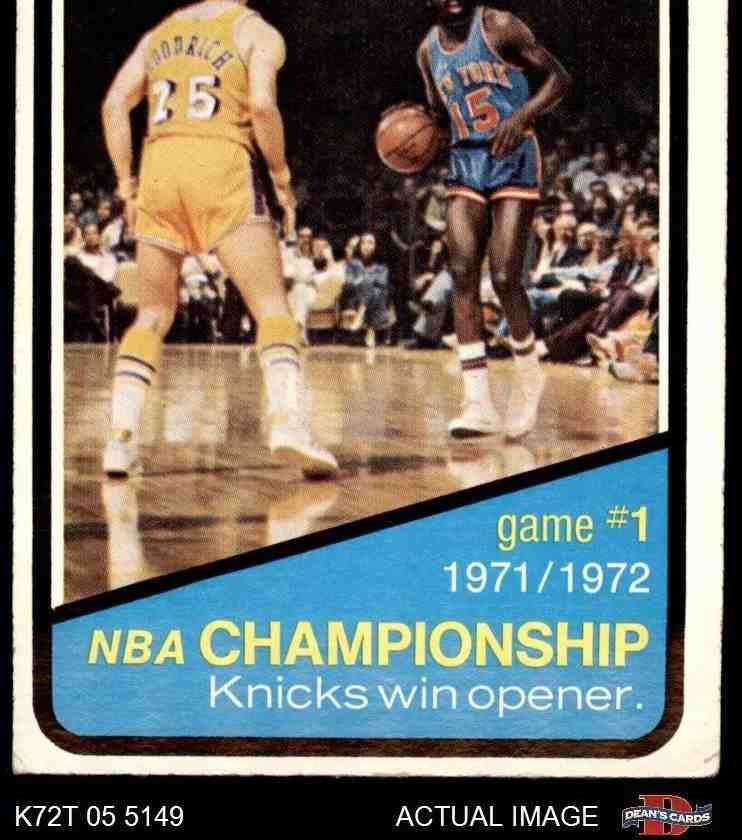 GOODRICH
25
NEW YORK
15
game #1
1971/1972
NBA CHAMPIONSHIP
Knicks win opener.
K72T 05 5149 ACTUAL IMAGE DEAN'S CARDS